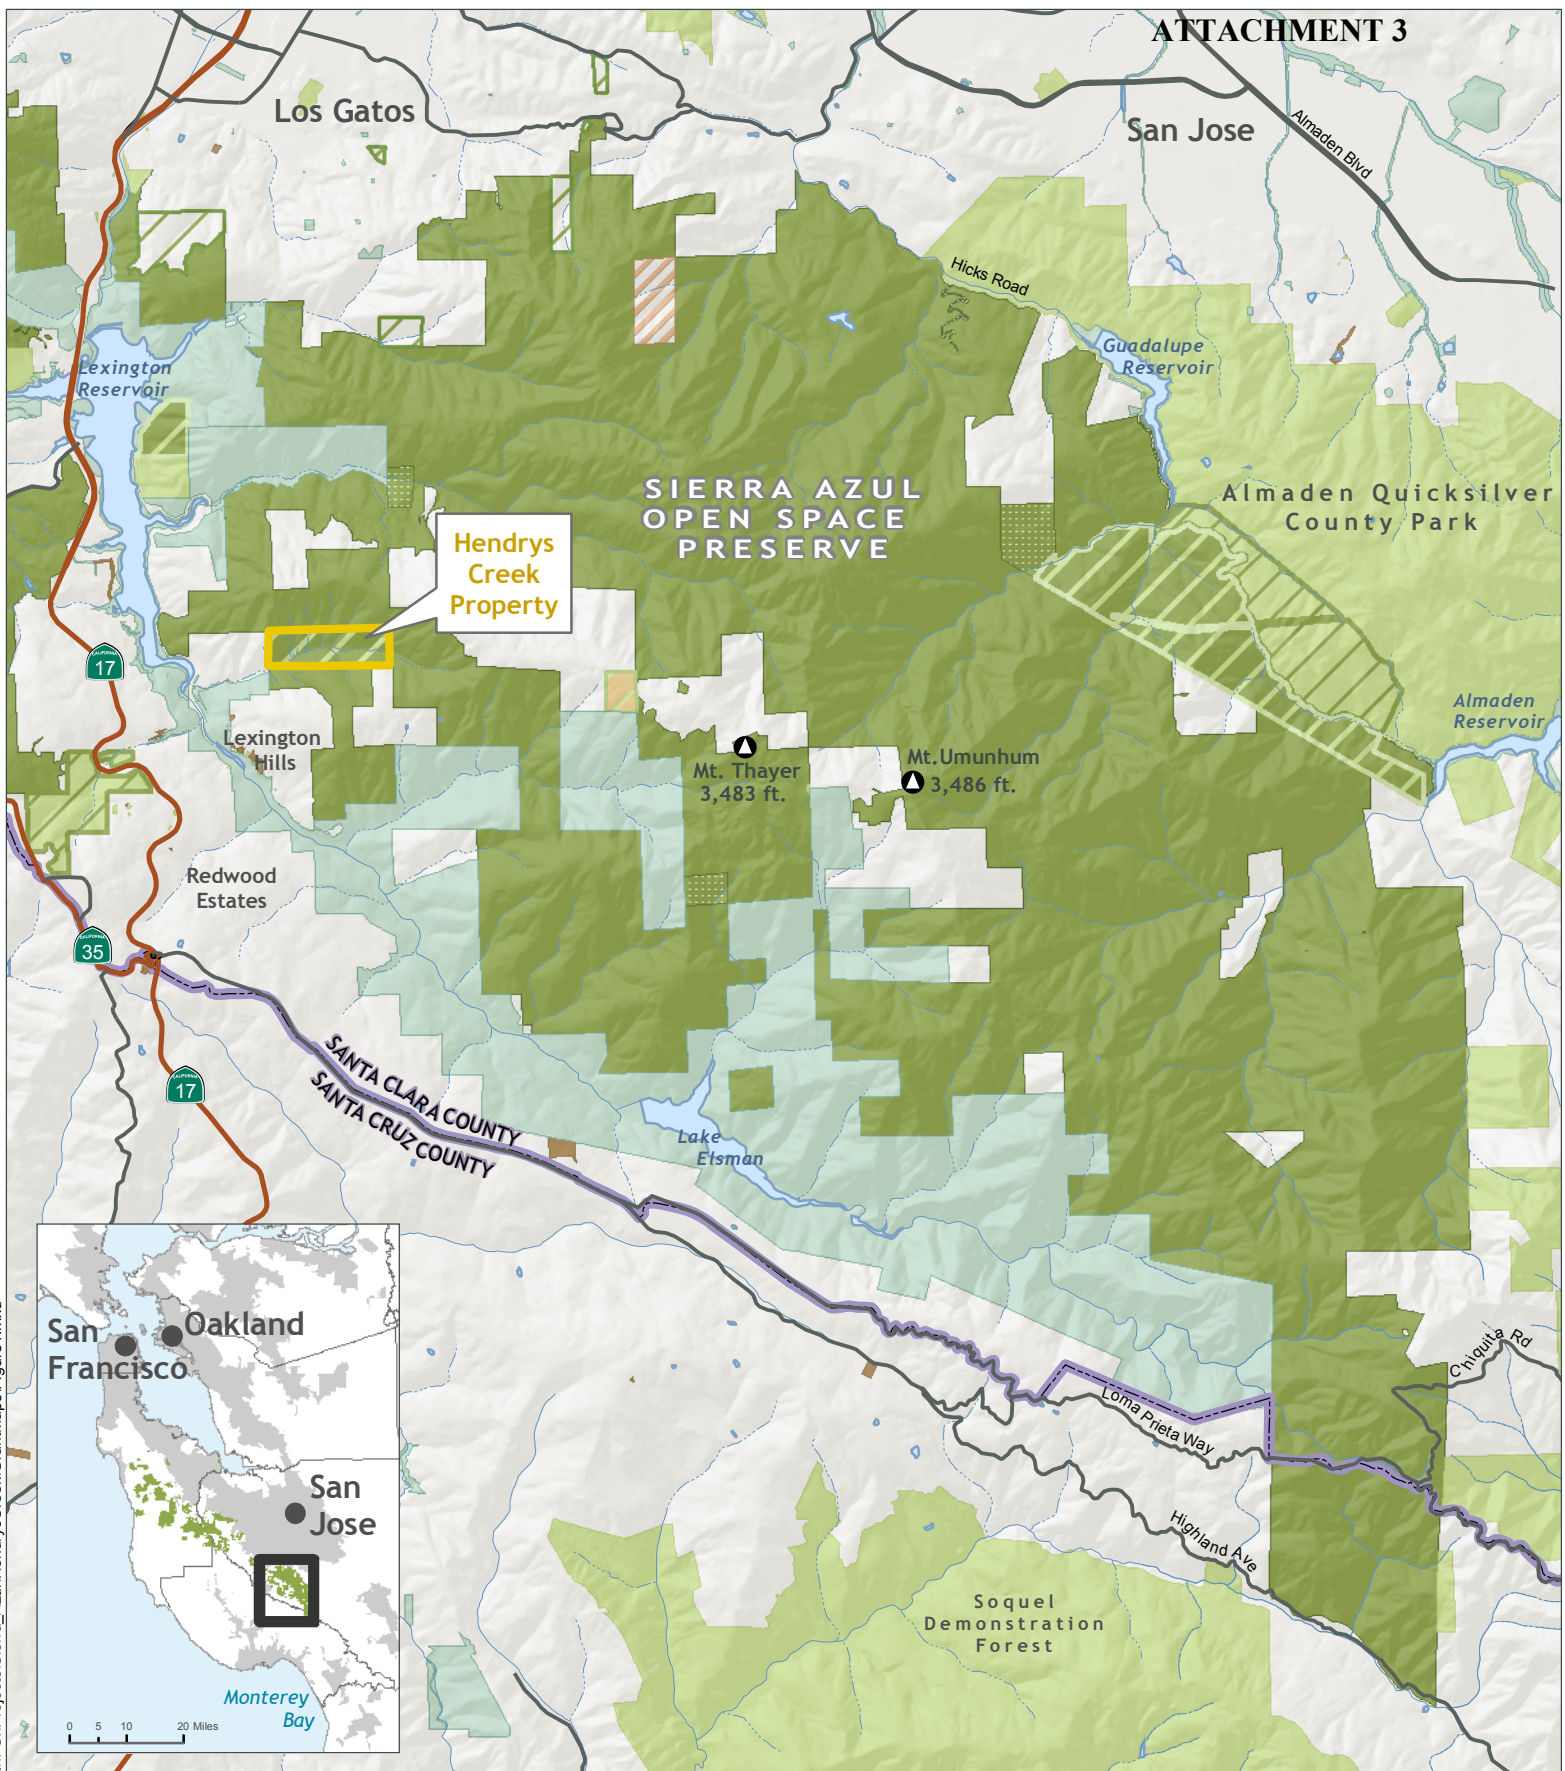 ATTACHMENT 3
Los Gatos
San Jose
Almaden Blvd
Hicks Road
Lexington
Reservoir
Guadalupe
Reservoir
SIERRA AZUL
OPEN SPACE
PRESERVE
Almaden Quicksilver
County Park
Hendrys
Creek
Property
CALIFORNIA
17
Almaden
Reservoir
Lexington
Hills
Mt. Thayer
3,483 ft.
Mt.Umunhum
3,486 ft.
Redwood
Estates
CALIFORNIA
35
CALIFORNIA
17
SANTA CLARA COUNTY
SANTA CRUZ COUNTY
Lake
Elsman
Chiquita Rd
Loma Prieta Way
Highland Ave
Soquel
Demonstration
Forest
San
Francisco
Oakland
San
Jose
Monterey
Bay
0 5 10 20 Miles